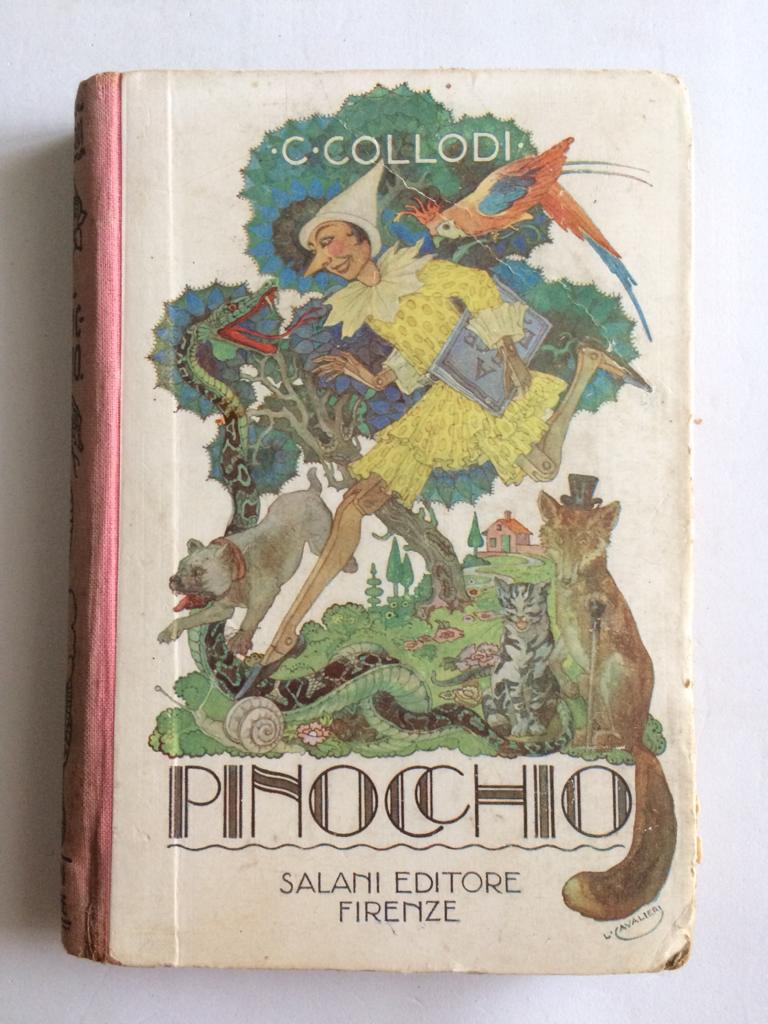 ·C·COLLODI·
PINOCCHIO
SALANI EDITORE
FIRENZE
L. CAVALIERI